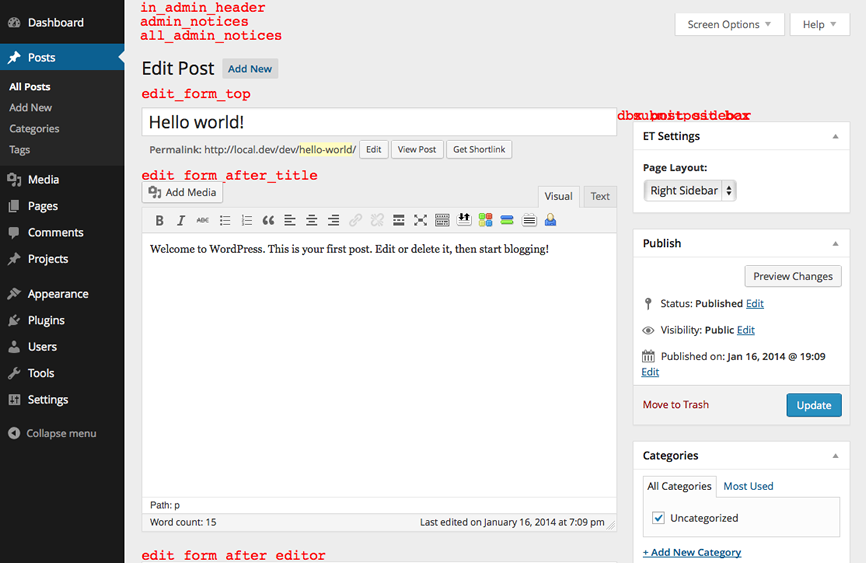 in_admin_header
admin_notices
all_admin_notices
Screen Options
Help
Dashboard
Posts
All Posts
Add New
Categories
Tags
Media
Pages
Comments
Projects
Appearance
Plugins
Users
Tools
Settings
Collapse menu
Edit Post Add New
edit_form_top
Hello world!
Permalink: http://local.dev/dev/hello-world/ Edit View Post Get Shortlink
edit_form_after_title
Add Media
Visual Text
B I ABC
Welcome to WordPress. This is your first post. Edit or delete it, then start blogging!
Path: p
Word count: 15 Last edited on January 16, 2014 at 7:09 pm
edit_form_after_editor
ET Settings
Page Layout:
Right Sidebar
Publish
Preview Changes
Status: Published Edit
Visibility: Public Edit
Published on: Jan 16, 2014 @ 19:09
Edit
Move to Trash Update
Categories
All Categories Most Used
Uncategorized
+ Add New Category